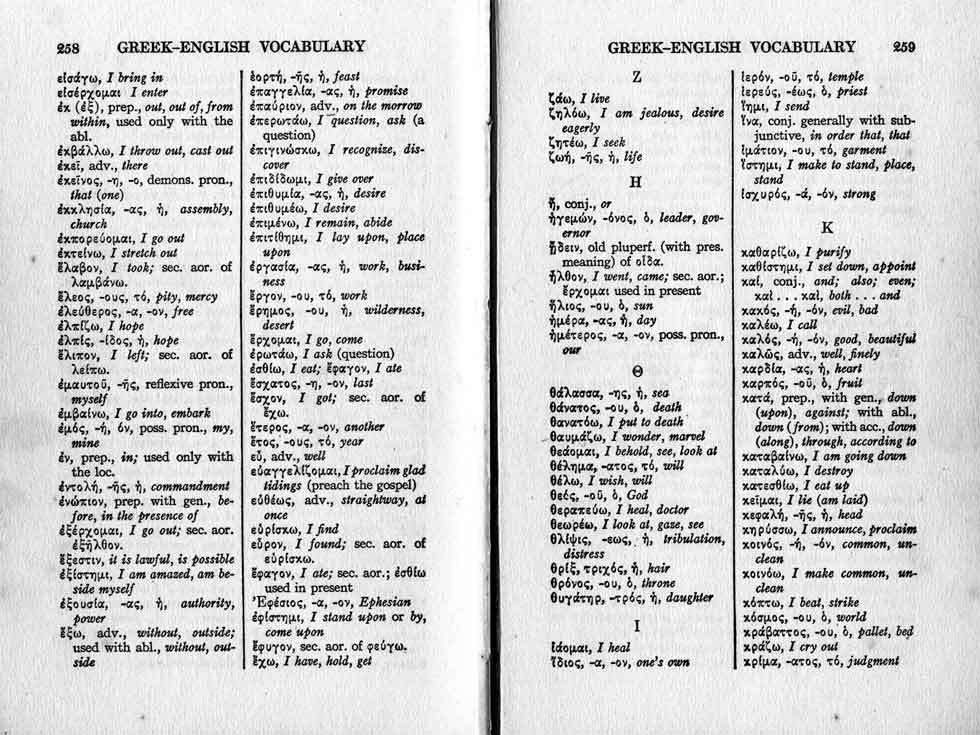 258 GREEK–ENGLISH VOCABULARY
εἰσάγω, I bring in
εἰσέρχομαι I enter
ἐκ (ἐξ), prep., out, out of, from
within, used only with the
abl.
ἐκβάλλω, I throw out, cast out
ἐκεῖ, adv., there
ἐκεῖνος, -η, -ο, demons. pron.,
that (one)
ἐκκλησία, -ας, ἡ, assembly,
church
ἐκπορεύομαι, I go out
ἐκτείνω, I stretch out
ἔλαβον, I took; sec. aor. of
λαμβάνω.
ἔλεος, -ους, τό, pity, mercy
ἐλεύθερος, -α, -ον, free
ἐλπίζω, I hope
ἐλπίς, -ίδος, ἡ, hope
ἔλιπον, I left; sec. aor. of
λείπω.
ἐμαυτοῦ, -ῆς, reflexive pron.,
myself
ἐμβαίνω, I go into, embark
ἐμός, -ή, όν, poss. pron., my,
mine
ἐν, prep., in; used only with
the loc.
ἐντολή, -ῆς, ἡ, commandment
ἐνώπιον, prep. with gen., be-
fore, in the presence of
ἐξέρχομαι, I go out; sec. aor.
ἐξῆλθον.
ἔξεστιν, it is lawful, is possible
ἐξίστημι, I am amazed, am be-
side myself
ἐξουσία, -ας, ἡ, authority,
power
ἔξω, adv., without, outside;
used with abl., without, out-
side
ἑορτή, -ῆς, ἡ, feast
ἐπαγγελία, -ας, ἡ, promise
ἐπαύριον, adv., on the morrow
ἐπερωτάω, I question, ask (a
question)
ἐπιγινώσκω, I recognize, dis-
cover
ἐπιδίδωμι, I give over
ἐπιθυμία, -ας, ἡ, desire
ἐπιθυμέω, I desire
ἐπιμένω, I remain, abide
ἐπιτίθημι, I lay upon, place
upon
ἐργασία, -ας, ἡ, work, busi-
ness
ἔργον, -ου, τό, work
ἔρημος, -ου, ἡ, wilderness,
desert
ἔρχομαι, I go, come
ἐρωτάω, I ask (question)
ἐσθίω, I eat; ἔφαγον, I ate
ἔσχατος, -η, -ον, last
ἔσχον, I got; sec. aor. of
ἔχω.
ἕτερος, -α, -ον, another
ἔτος, -ους, τό, year
εὖ, adv., well
εὐαγγελίζομαι, I proclaim glad
tidings (preach the gospel)
εὐθέως, adv., straightway, at
once
εὑρίσκω, I find
εὗρον, I found; sec. aor. of
εὑρίσκω.
ἔφαγον, I ate; sec. aor.; ἐσθίω
used in present
Ἐφέσιος, -α, -ον, Ephesian
ἐφίστημι, I stand upon or by,
come upon
ἔφυγον, sec. aor. of φεύγω.
ἔχω, I have, hold, get
GREEK–ENGLISH VOCABULARY 259
Ζ
ζάω, I live
ζηλόω, I am jealous, desire
eagerly
ζητέω, I seek
ζωή, -ῆς, ἡ, life
Η
ἤ, conj., or
ἡγεμών, -όνος, ὁ, leader, gov-
ernor
ᾔδειν, old pluperf. (with pres.
meaning) of οἶδα.
ἦλθον, I went, came; sec. aor.;
ἔρχομαι used in present
ἥλιος, -ου, ὁ, sun
ἡμέρα, -ας, ἡ, day
ἡμέτερος, -α, -ον, poss. pron.,
our
Θ
θάλασσα, -ης, ἡ, sea
θάνατος, -ου, ὁ, death
θανατόω, I put to death
θαυμάζω, I wonder, marvel
θεάομαι, I behold, see, look at
θέλημα, -ατος, τό, will
θέλω, I wish, will
θεός, -οῦ, ὁ, God
θεραπεύω, I heal, doctor
θεωρέω, I look at, gaze, see
θλίψις, -εως, ἡ, tribulation,
distress
θρίξ, τριχός, ἡ, hair
θρόνος, -ου, ὁ, throne
θυγάτηρ, -τρός, ἡ, daughter
Ι
ἰάομαι, I heal
ἴδιος, -α, -ον, one's own
ἱερόν, -οῦ, τό, temple
ἱερεύς, -έως, ὁ, priest
ἵημι, I send
ἵνα, conj. generally with sub-
junctive, in order that, that
ἱμάτιον, -ου, τό, garment
ἵστημι, I make to stand, place,
stand
ἰσχυρός, -ά, -όν, strong
Κ
καθαρίζω, I purify
καθίστημι, I set down, appoint
καί, conj., and; also; even;
καὶ . . . καί, both . . . and
κακός, -ή, -όν, evil, bad
καλέω, I call
καλός, -ή, -όν, good, beautiful
καλῶς, adv., well, finely
καρδία, -ας, ἡ, heart
καρπός, -οῦ, ὁ, fruit
κατά, prep., with gen., down
(upon), against; with abl.,
down (from); with acc., down
(along), through, according to
καταβαίνω, I am going down
καταλύω, I destroy
κατεσθίω, I eat up
κεῖμαι, I lie (am laid)
κεφαλή, -ῆς, ἡ, head
κηρύσσω, I announce, proclaim
κοινός, -ή, -όν, common, un-
clean
κοινόω, I make common, un-
clean
κόπτω, I beat, strike
κόσμος, -ου, ὁ, world
κράβαττος, -ου, ὁ, pallet, bed
κράζω, I cry out
κρίμα, -ατος, τό, judgment